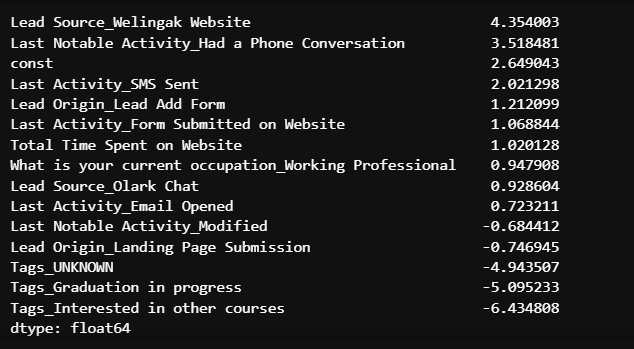 Lead Source_Welingak Website 4.354003
Last Notable Activity_Had a Phone Conversation 3.518481
const 2.649043
Last Activity_SMS Sent 2.021298
Lead Origin_Lead Add Form 1.212099
Last Activity_Form Submitted on Website 1.068844
Total Time Spent on Website 1.020128
What is your current occupation_Working Professional 0.947908
Lead Source_Olark Chat 0.928604
Last Activity_Email Opened 0.723211
Last Notable Activity_Modified -0.684412
Lead Origin_Landing Page Submission -0.746945
Tags_UNKNOWN -4.943507
Tags_Graduation in progress -5.095233
Tags_Interested in other courses -6.434808
dtype: float64